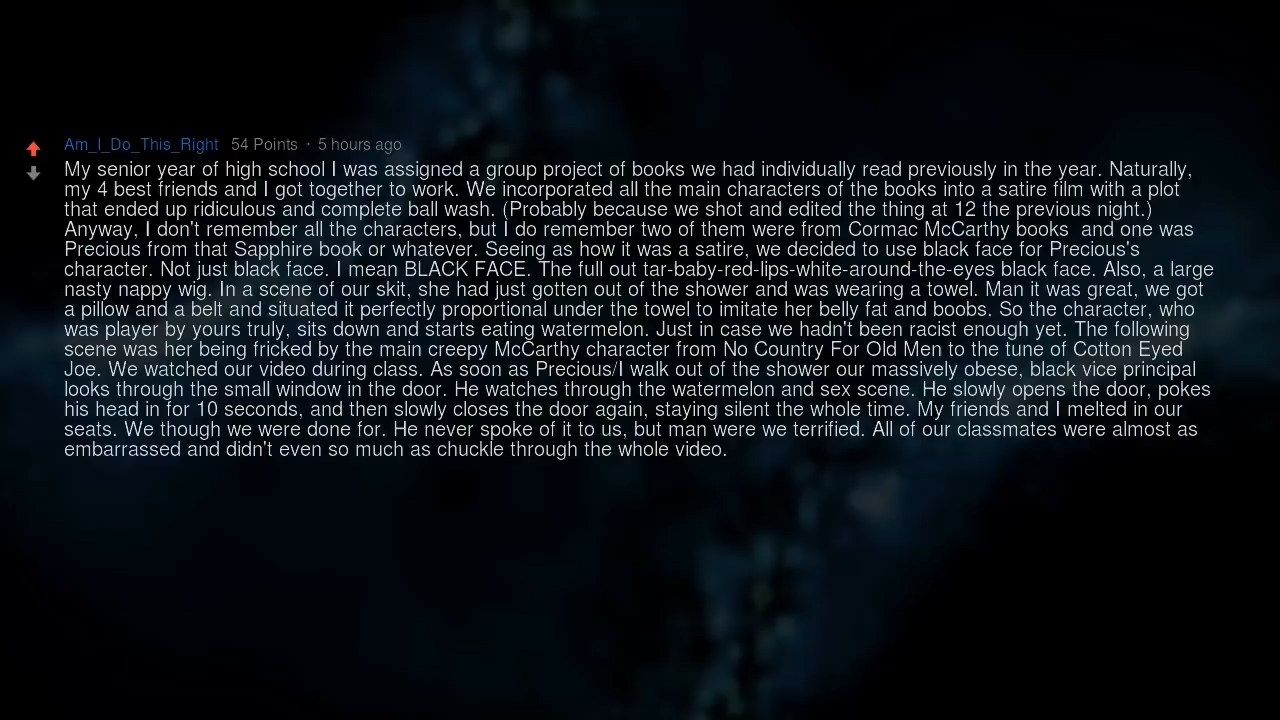 Am_I_Do_This_Right 54 Points · 5 hours ago
My senior year of high school I was assigned a group project of books we had individually read previously in the year. Naturally,
my 4 best friends and I got together to work. We incorporated all the main characters of the books into a satire film with a plot
that ended up ridiculous and complete ball wash. (Probably because we shot and edited the thing at 12 the previous night.)
Anyway, I don't remember all the characters, but I do remember two of them were from Cormac McCarthy books  and one was
Precious from that Sapphire book or whatever. Seeing as how it was a satire, we decided to use black face for Precious's
character. Not just black face. I mean BLACK FACE. The full out tar-baby-red-lips-white-around-the-eyes black face. Also, a large
nasty nappy wig. In a scene of our skit, she had just gotten out of the shower and was wearing a towel. Man it was great, we got
a pillow and a belt and situated it perfectly proportional under the towel to imitate her belly fat and boobs. So the character, who
was player by yours truly, sits down and starts eating watermelon. Just in case we hadn't been racist enough yet. The following
scene was her being fricked by the main creepy McCarthy character from No Country For Old Men to the tune of Cotton Eyed
Joe. We watched our video during class. As soon as Precious/I walk out of the shower our massively obese, black vice principal
looks through the small window in the door. He watches through the watermelon and sex scene. He slowly opens the door, pokes
his head in for 10 seconds, and then slowly closes the door again, staying silent the whole time. My friends and I melted in our
seats. We though we were done for. He never spoke of it to us, but man were we terrified. All of our classmates were almost as
embarrassed and didn't even so much as chuckle through the whole video.